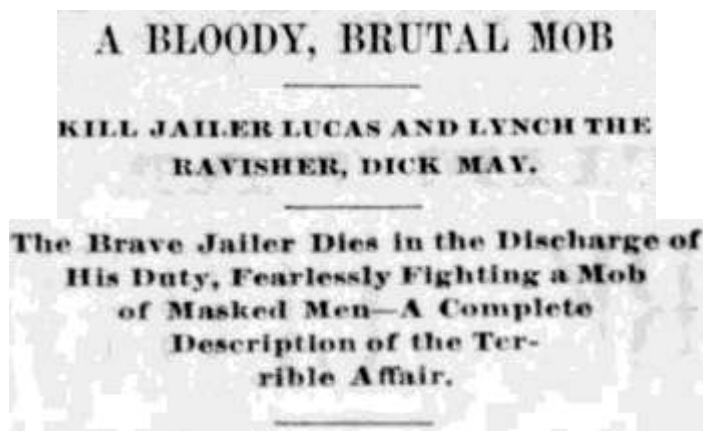 A BLOODY, BRUTAL MOB
KILL JAILER LUCAS AND LYNCH THE
RAVISHER, DICK MAY.
The Brave Jailer Dies in the Discharge of
His Duty, Fearlessly Fighting a Mob
of Masked Men—A Complete
Description of the Ter-
rible Affair.